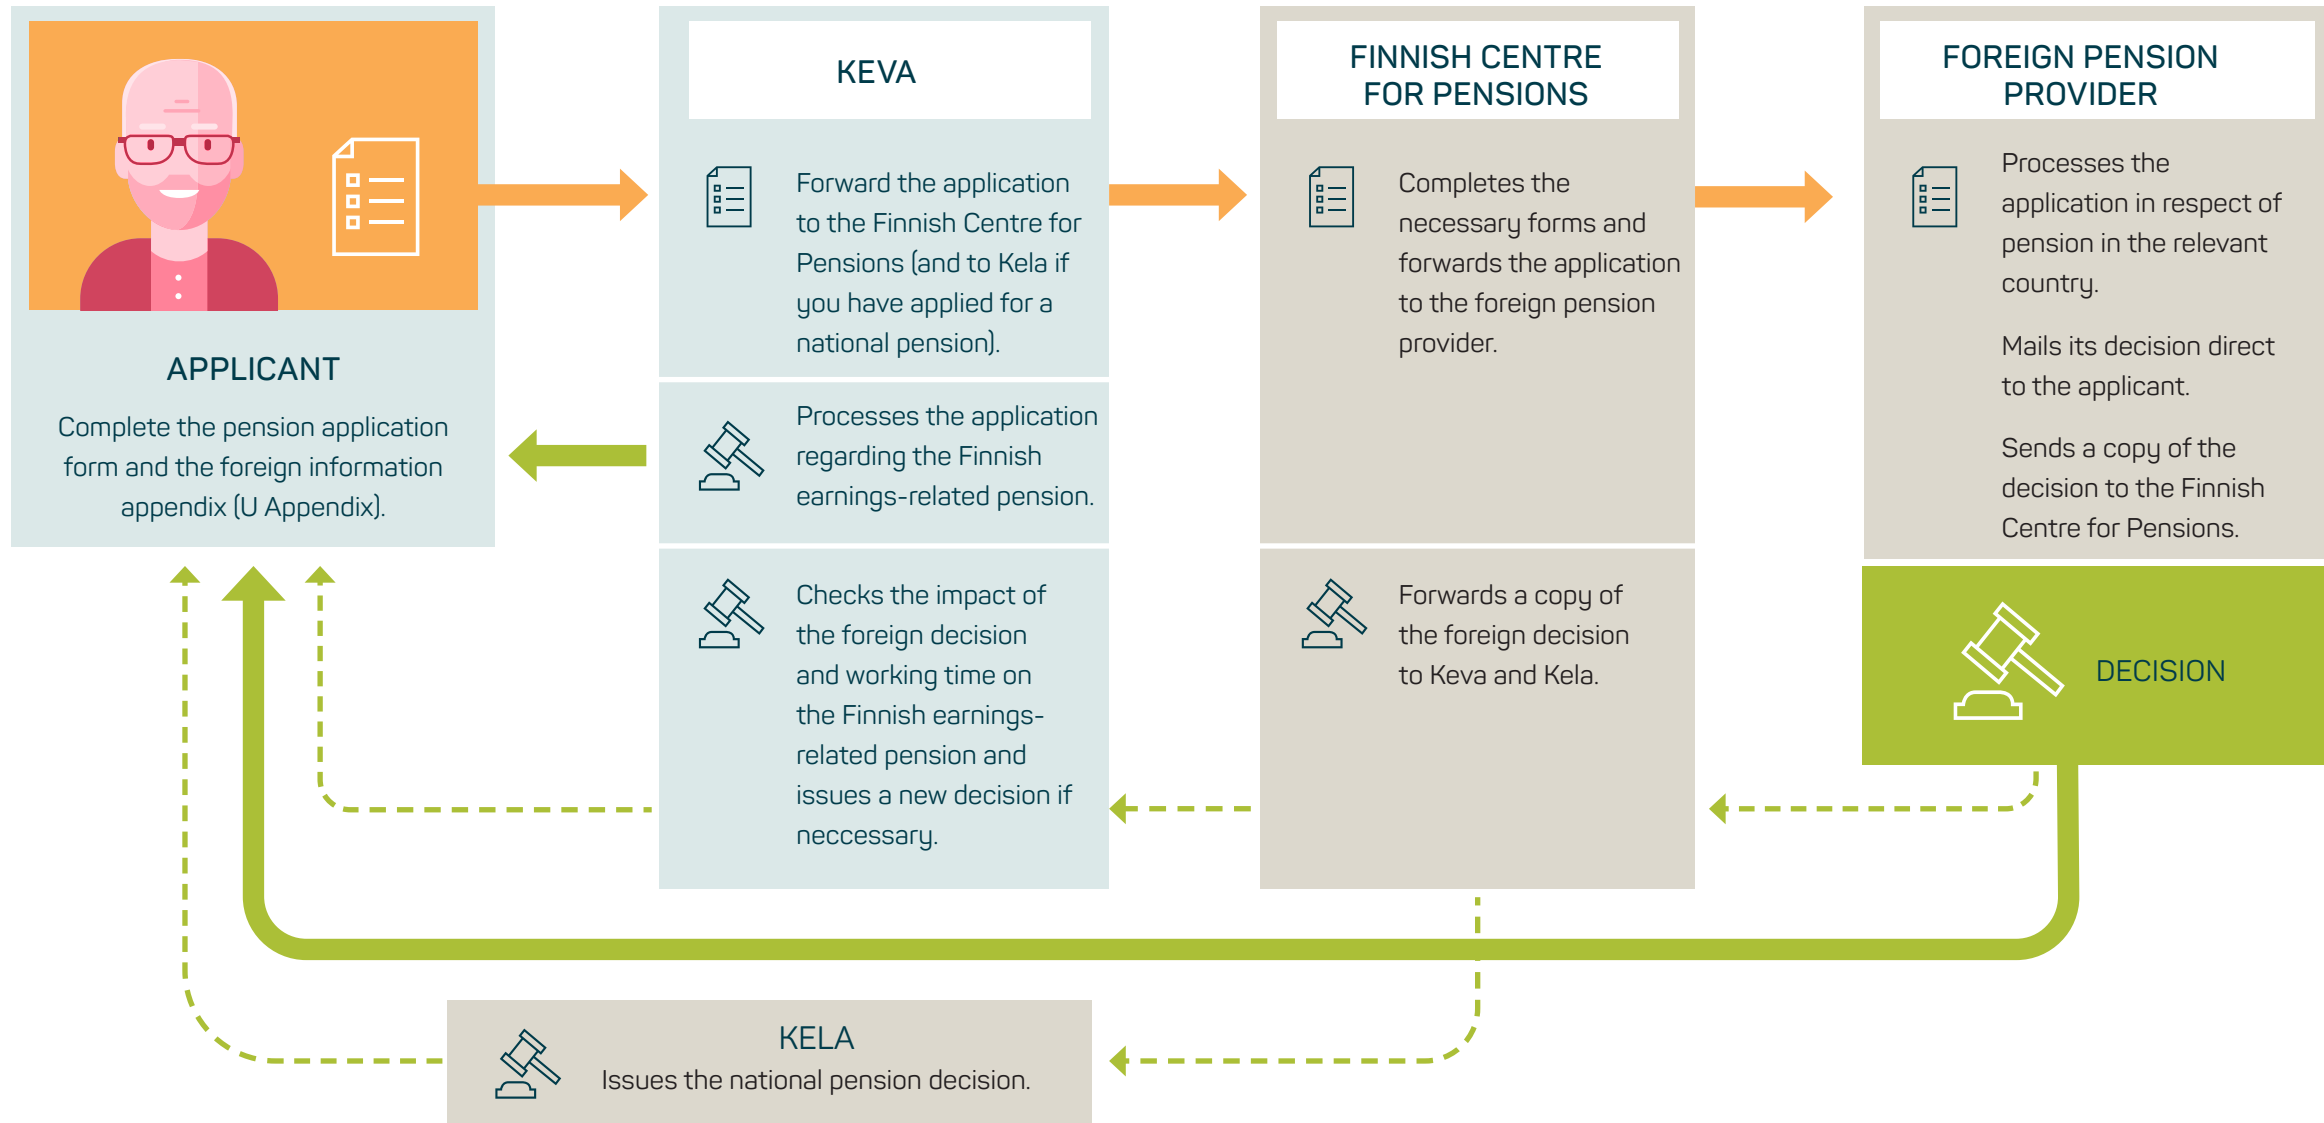 APPLICANT
Complete the pension application
form and the foreign information
appendix (U Appendix).
KEVA
Forward the application
to the Finnish Centre for
Pensions (and to Kela if
you have applied for a
national pension).
Processes the application
regarding the Finnish
earnings-related pension.
Checks the impact of
the foreign decision
and working time on
the Finnish earnings-
related pension and
issues a new decision if
neccessary.
FINNISH CENTRE
FOR PENSIONS
Completes the
necessary forms and
forwards the application
to the foreign pension
provider.
Forwards a copy of
the foreign decision
to Keva and Kela.
FOREIGN PENSION
PROVIDER
Processes the
application in respect of
pension in the relevant
country.
Mails its decision direct
to the applicant.
Sends a copy of the
decision to the Finnish
Centre for Pensions.
DECISION
KELA
Issues the national pension decision.